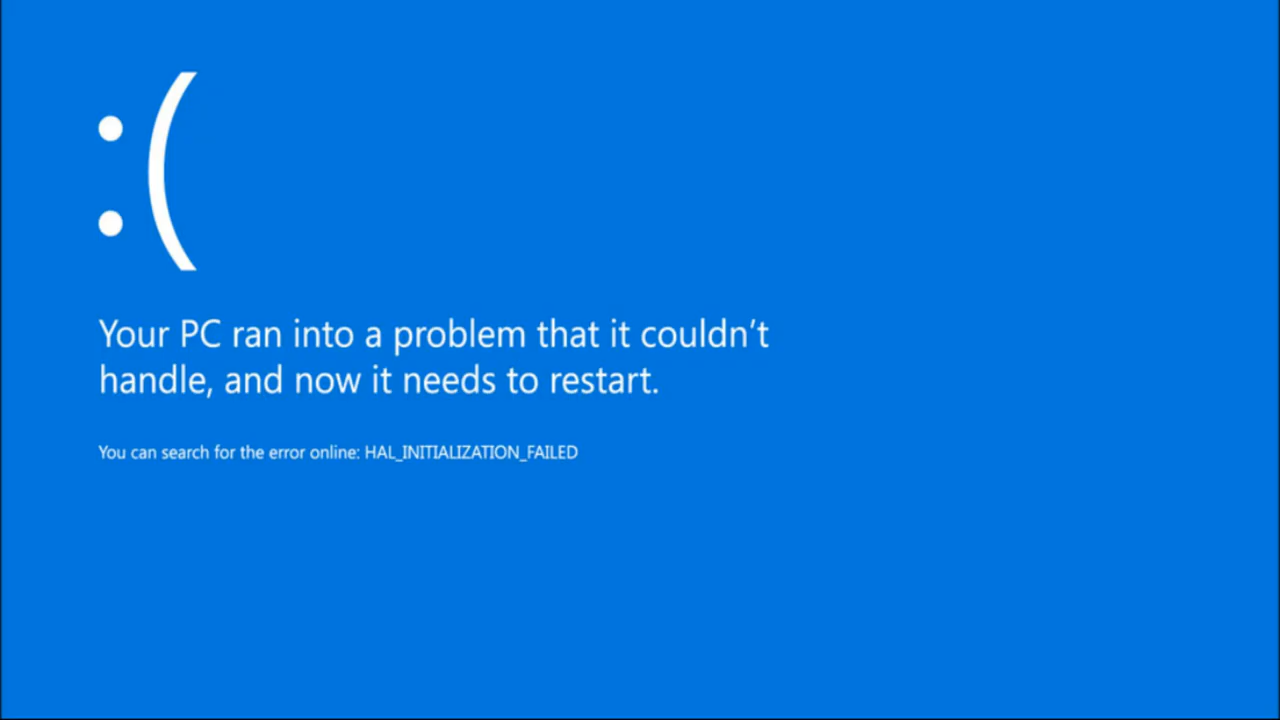 :(
Your PC ran into a problem that it couldn’t
handle, and now it needs to restart.
You can search for the error online: HAL_INITIALIZATION_FAILED